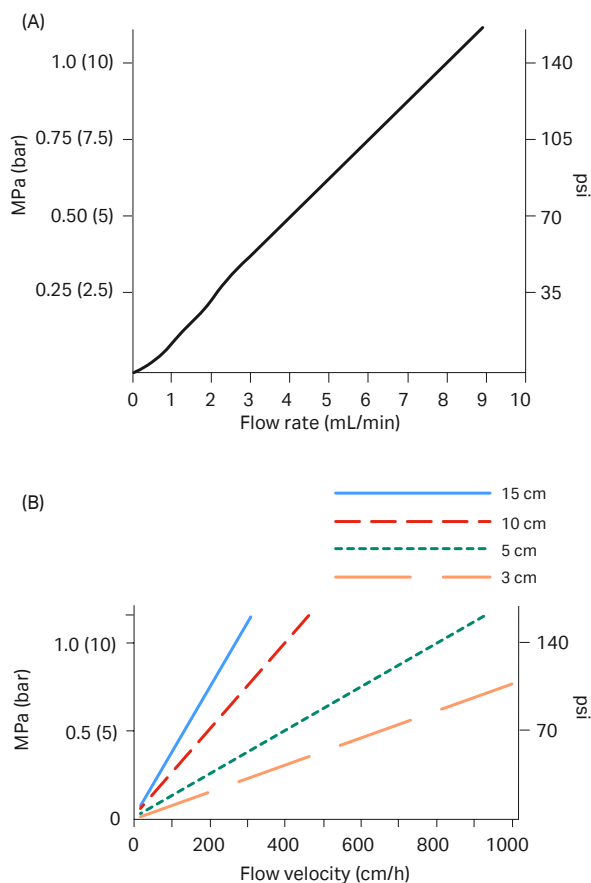 (A)
MPa (bar)
1.0 (10)
0.75 (7.5)
0.50 (5)
0.25 (2.5)
140
105
70
35
psi
0 1 2 3 4 5 6 7 8 9 10
Flow rate (mL/min)
(B)
15 cm
10 cm
5 cm
3 cm
MPa (bar)
1.0 (10)
0.5 (5)
0
140
70
psi
0 200 400 600 800 1000
Flow velocity (cm/h)